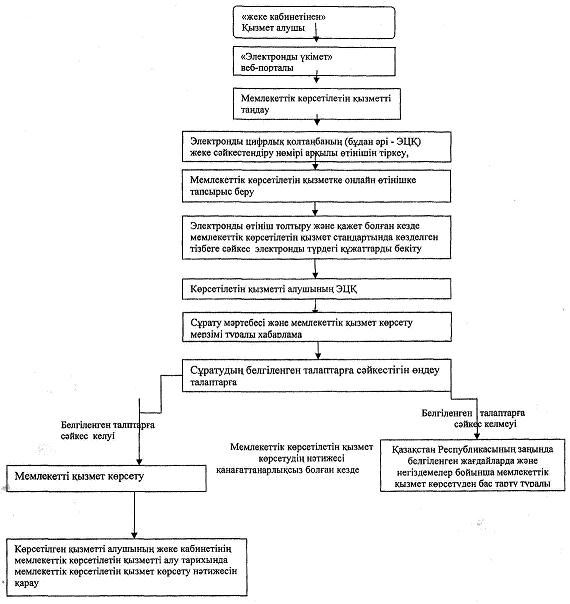 «жеке кабинетінен»
Қызмет алушы
«Электронды үкімет»
веб-порталы
Мемлекеттік көрсетілетін қызметті
таңдау
Электронды цифрлық қолтаңбаның (бұдан әрі - ЭЦҚ)
жеке сәйкестендіру нөмірі арқылы өтінішін тіркеу,
Мемлекеттік көрсетілетін қызметке онлайн өтінішке
тапсырыс беру
Электронды өтініш толтыру және қажет болған кезде
мемлекеттік көрсетілетін қызмет стандартында көзделген
тізбеге сәйкес электронды түрдегі құжаттарды бекіту
Көрсетілетін қызметті алушының ЭЦҚ
Сұрату мәртебесі және мемлекеттік қызмет көрсету
мерзімі туралы хабарлама
Сұратудың белгіленген талаптарға сәйкестігін өңдеу
талаптарға
Белгіленген талаптарға
сәйкес келуі
Белгіленген талаптарға
сәйкес келмеуі
Мемлекеттік көрсетілетін қызмет
көрсетудің нәтижесі
қанағаттанарлықсыз болған кезде
Мемлекетті қызмет көрсету
Қазақстан Республикасының заңында
белгіленген жағдайларда және
негіздемелер бойынша мемлекеттік
қызмет көрсетуден бас тарту туралы
Көрсетілген қызметті алушының жеке кабинетінің
мемлекеттік көрсетілетін қызметті алу тарихында
мемлекеттік көрсетілетін қызмет көрсету нәтижесін
қарау